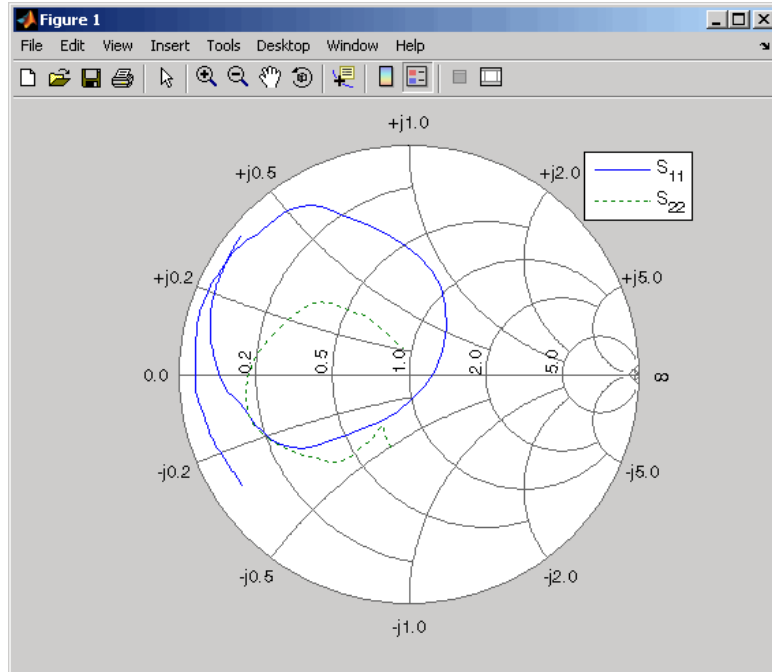 Figure 1
File Edit View Insert Tools Desktop Window Help
+j1.0
+j0.5 +j2.0
S11
S22
+j0.2 +j5.0
0.0 0.2 0.5 1.0 2.0 5.0 ∞
-j0.2 -j5.0
-j0.5 -j2.0
-j1.0